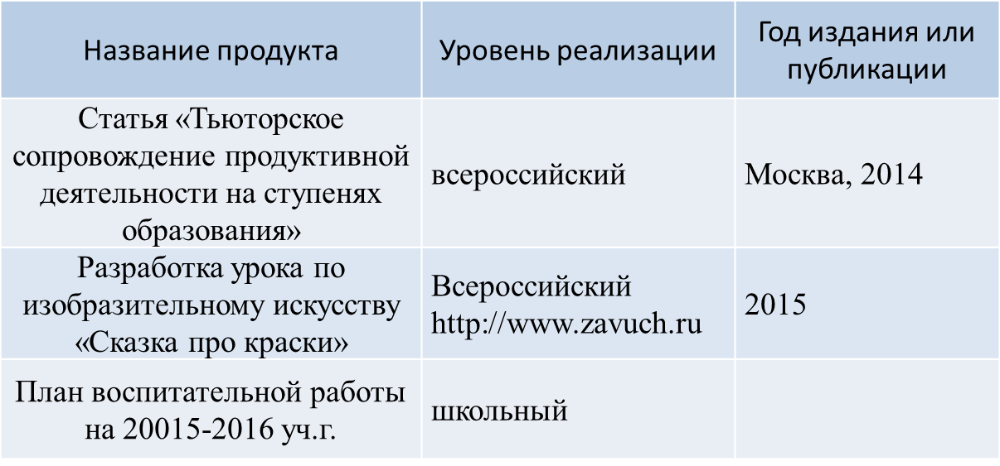 Название продукта
Уровень реализации
Год издания или
публикации
Статья «Тьюторское
сопровождение продуктивной
деятельности на ступенях
образования»
всероссийский
Москва, 2014
Разработка урока по
изобразительному искусству
«Сказка про краски»
Всероссийский
http://www.zavuch.ru
2015
План воспитательной работы
на 20015-2016 уч.г.
школьный